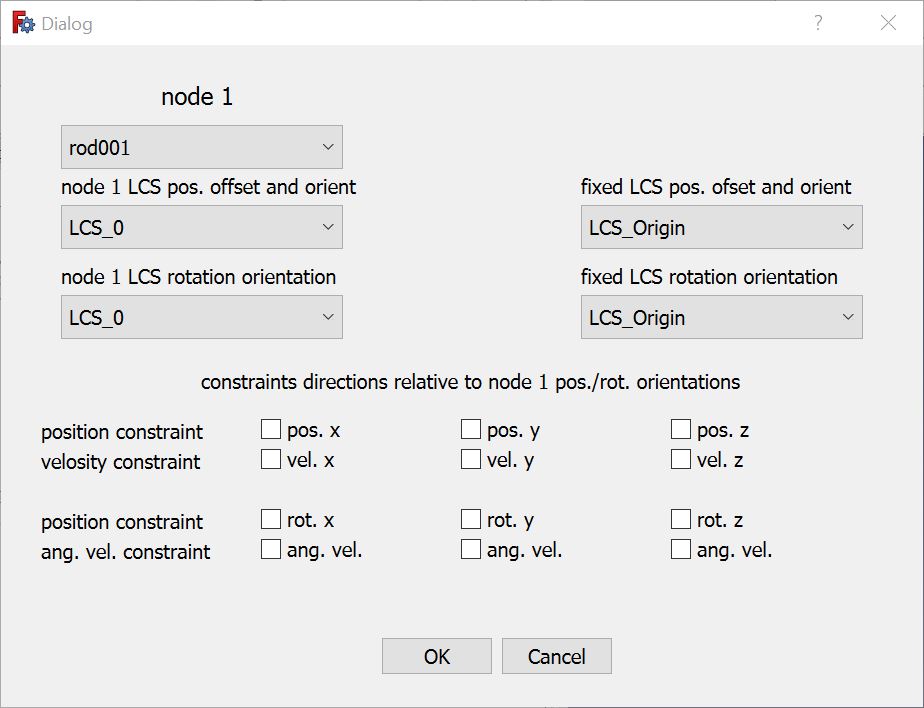 Dialog
node 1
rod001
node 1 LCS pos. offset and orient
fixed LCS pos. ofset and orient
LCS_0
LCS_Origin
node 1 LCS rotation orientation
fixed LCS rotation orientation
LCS_0
LCS_Origin
constraints directions relative to node 1 pos./rot. orientations
position constraint pos. x pos. y pos. z
velosity constraint vel. x vel. y vel. z
position constraint rot. x rot. y rot. z
ang. vel. constraint ang. vel. ang. vel. ang. vel.
OK Cancel